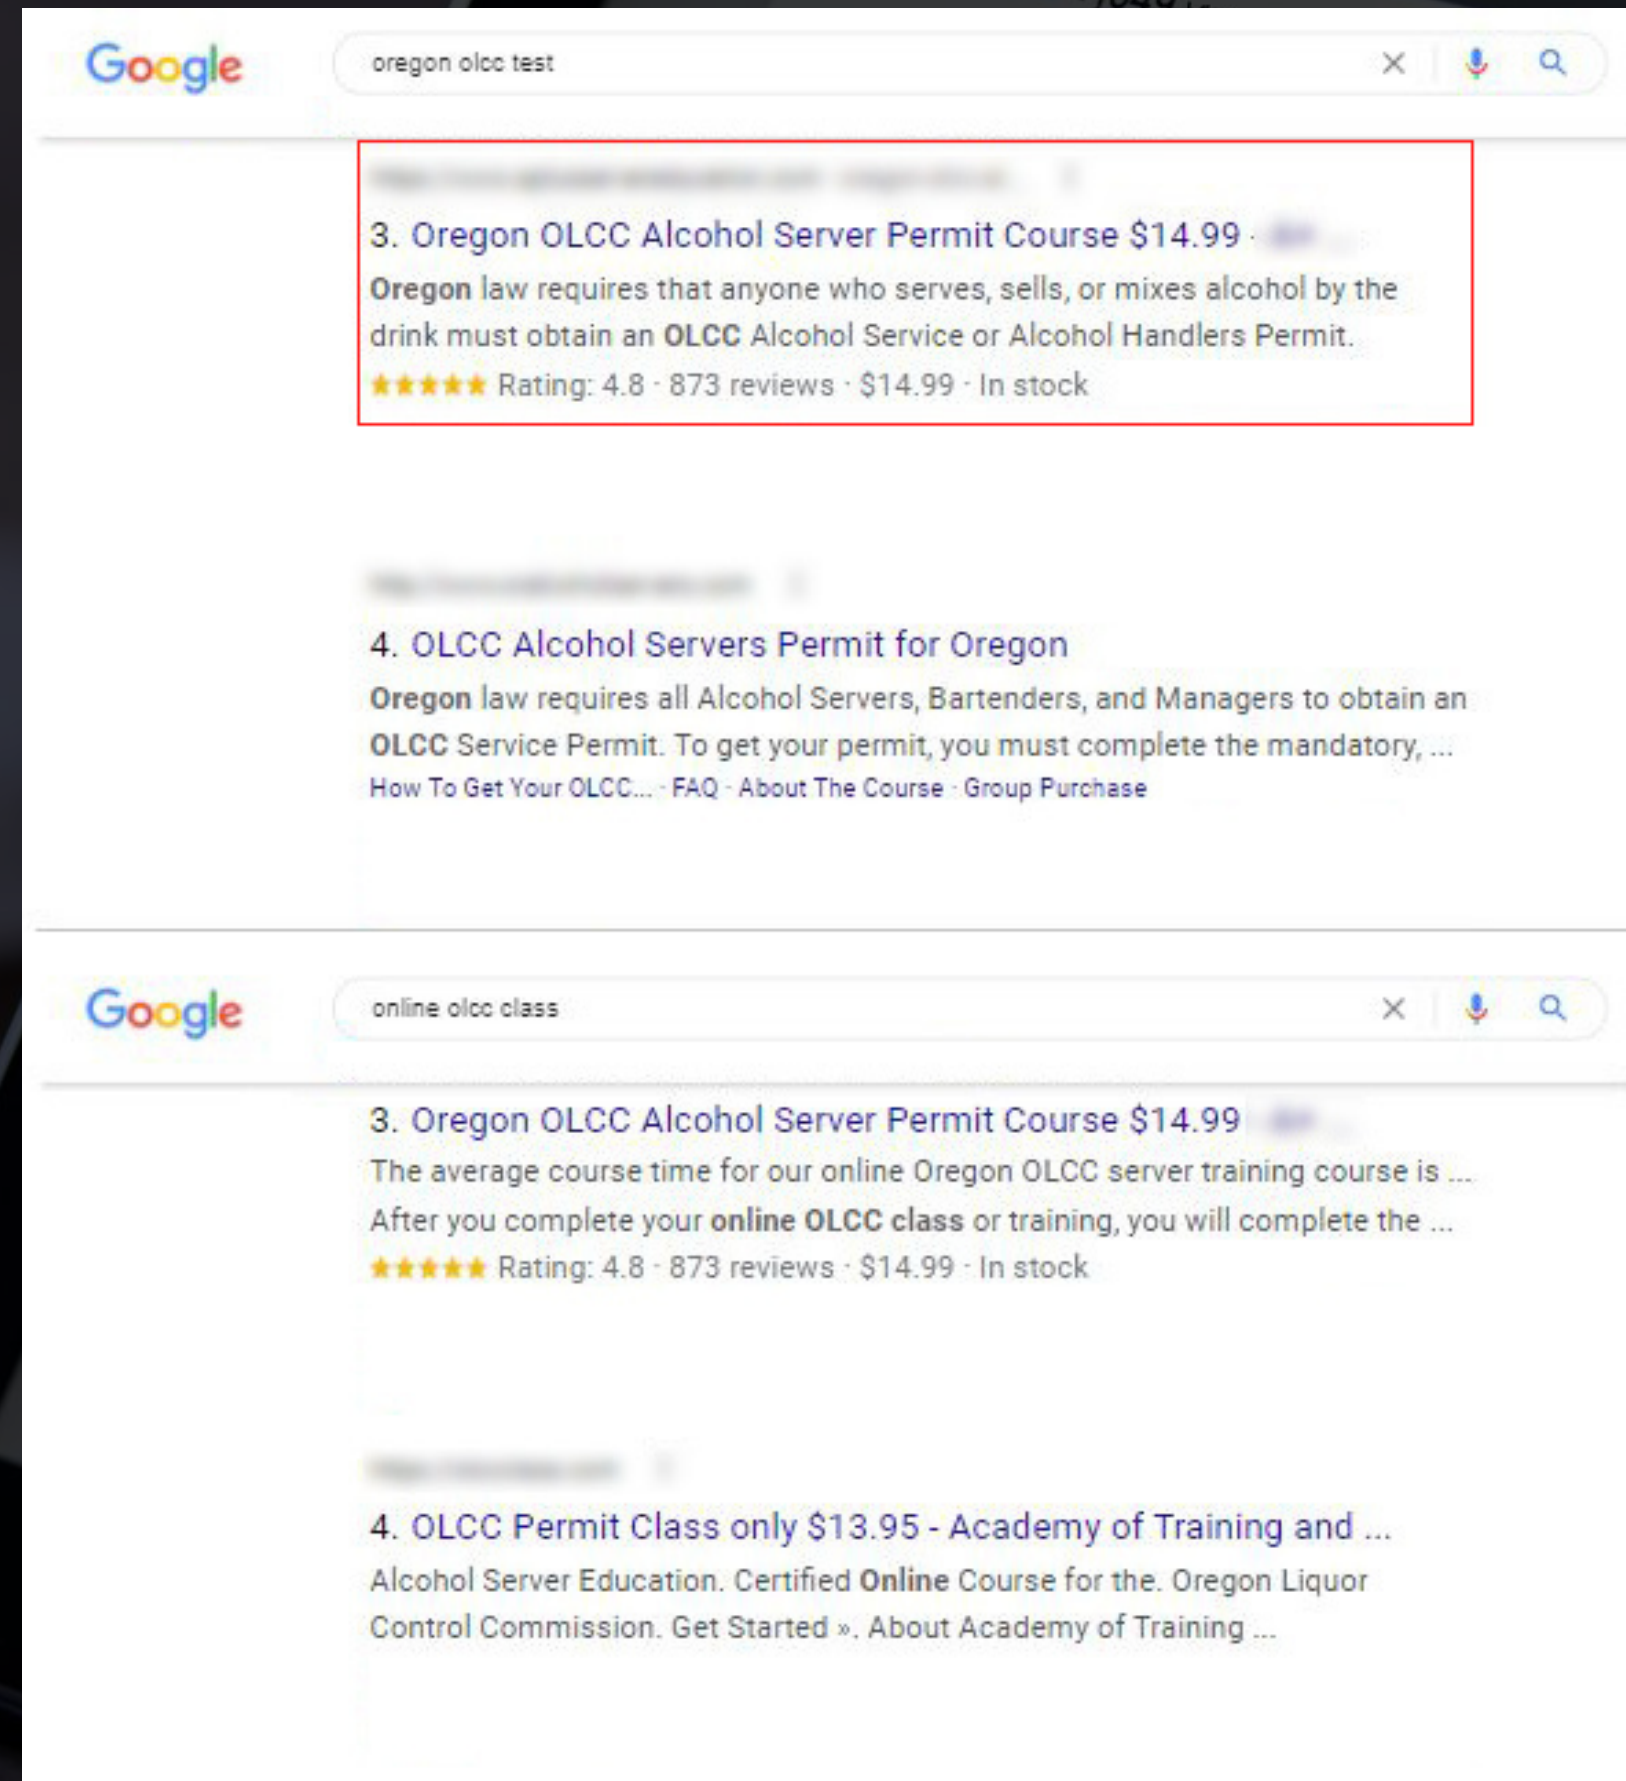 Google
oregon olcc test
3. Oregon OLCC Alcohol Server Permit Course $14.99 ·
Oregon law requires that anyone who serves, sells, or mixes alcohol by the
drink must obtain an OLCC Alcohol Service or Alcohol Handlers Permit.
Rating: 4.8 · 873 reviews · $14.99 · In stock
4. OLCC Alcohol Servers Permit for Oregon
Oregon law requires all Alcohol Servers, Bartenders, and Managers to obtain an
OLCC Service Permit. To get your permit, you must complete the mandatory, ...
How To Get Your OLCC... · FAQ · About The Course · Group Purchase
Google
online olcc class
3. Oregon OLCC Alcohol Server Permit Course $14.99
The average course time for our online Oregon OLCC server training course is ...
After you complete your online OLCC class or training, you will complete the ...
Rating: 4.8 · 873 reviews · $14.99 · In stock
4. OLCC Permit Class only $13.95 - Academy of Training and ...
Alcohol Server Education. Certified Online Course for the. Oregon Liquor
Control Commission. Get Started ». About Academy of Training ...